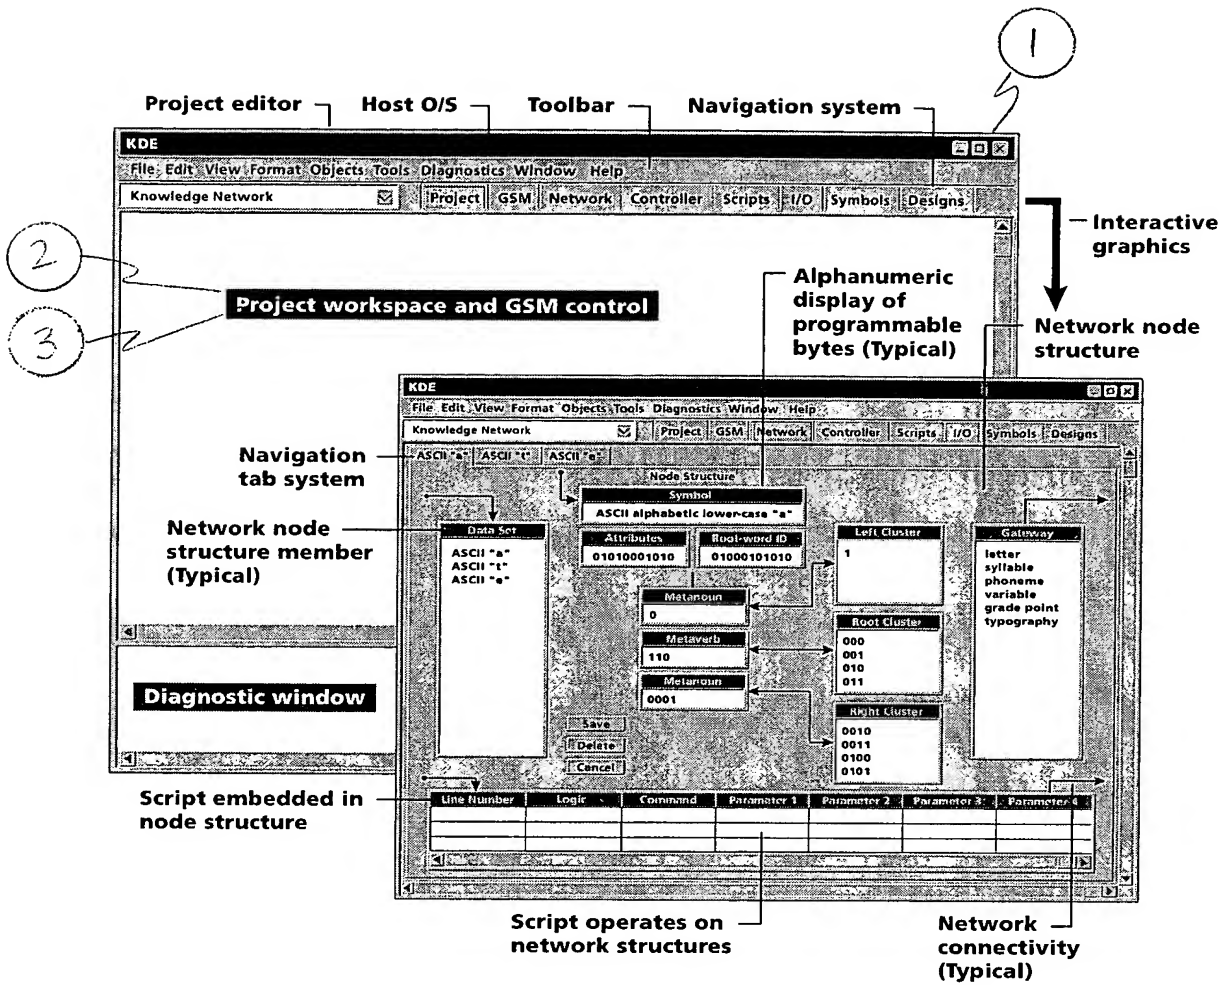 1
Project editor
Host O/S
Toolbar
Navigation system
KDE
File Edit View Format Objects Tools Diagnostics Window Help
Knowledge Network
Project GSM Network Controller Scripts I/O Symbols Designs
Interactive
graphics
2
3
Project workspace and GSM control
Alphanumeric
display of
programmable
bytes (Typical)
Network node
structure
KDE
File Edit View Format Objects Tools Diagnostics Window Help
Knowledge Network
Project GSM Network Controller Scripts I/O Symbols Designs
Navigation
tab system
ASCII "a" ASCII "t" ASCII "e"
Node Structure
Symbol
ASCII alphabetic lower-case "a"
Network node
structure member
(Typical)
Data Set
ASCII "a"
ASCII "t"
ASCII "e"
Attributes
01010001010
Root-word ID
01000101010
Left Cluster
1
Gateway
letter
syllable
phoneme
variable
grade point
typography
Metanoun
0
Metaverb
110
Metanoun
0001
Root Cluster
000
001
010
011
Right Cluster
0010
0011
0100
0101
Diagnostic window
Save
Delete
Cancel
Script embedded in
node structure
Line Number Logic Command Parameter 1 Parameter 2 Parameter 3 Parameter 4
Script operates on
network structures
Network
connectivity
(Typical)